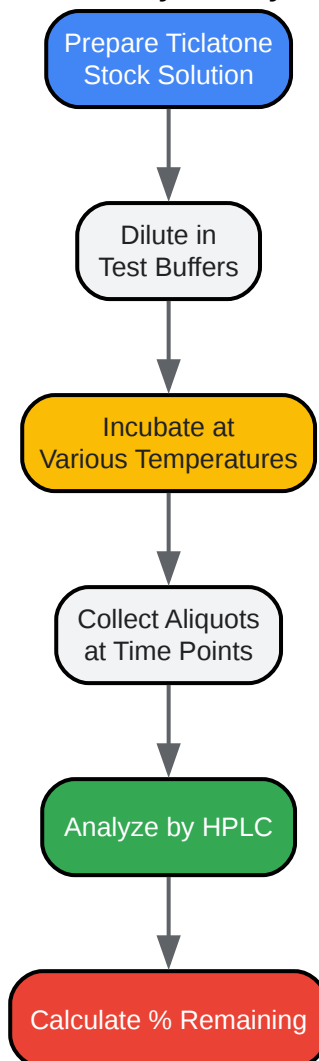 Prepare Ticlatone
Stock Solution
Dilute in
Test Buffers
Incubate at
Various Temperatures
Collect Aliquots
at Time Points
Analyze by HPLC
Calculate % Remaining